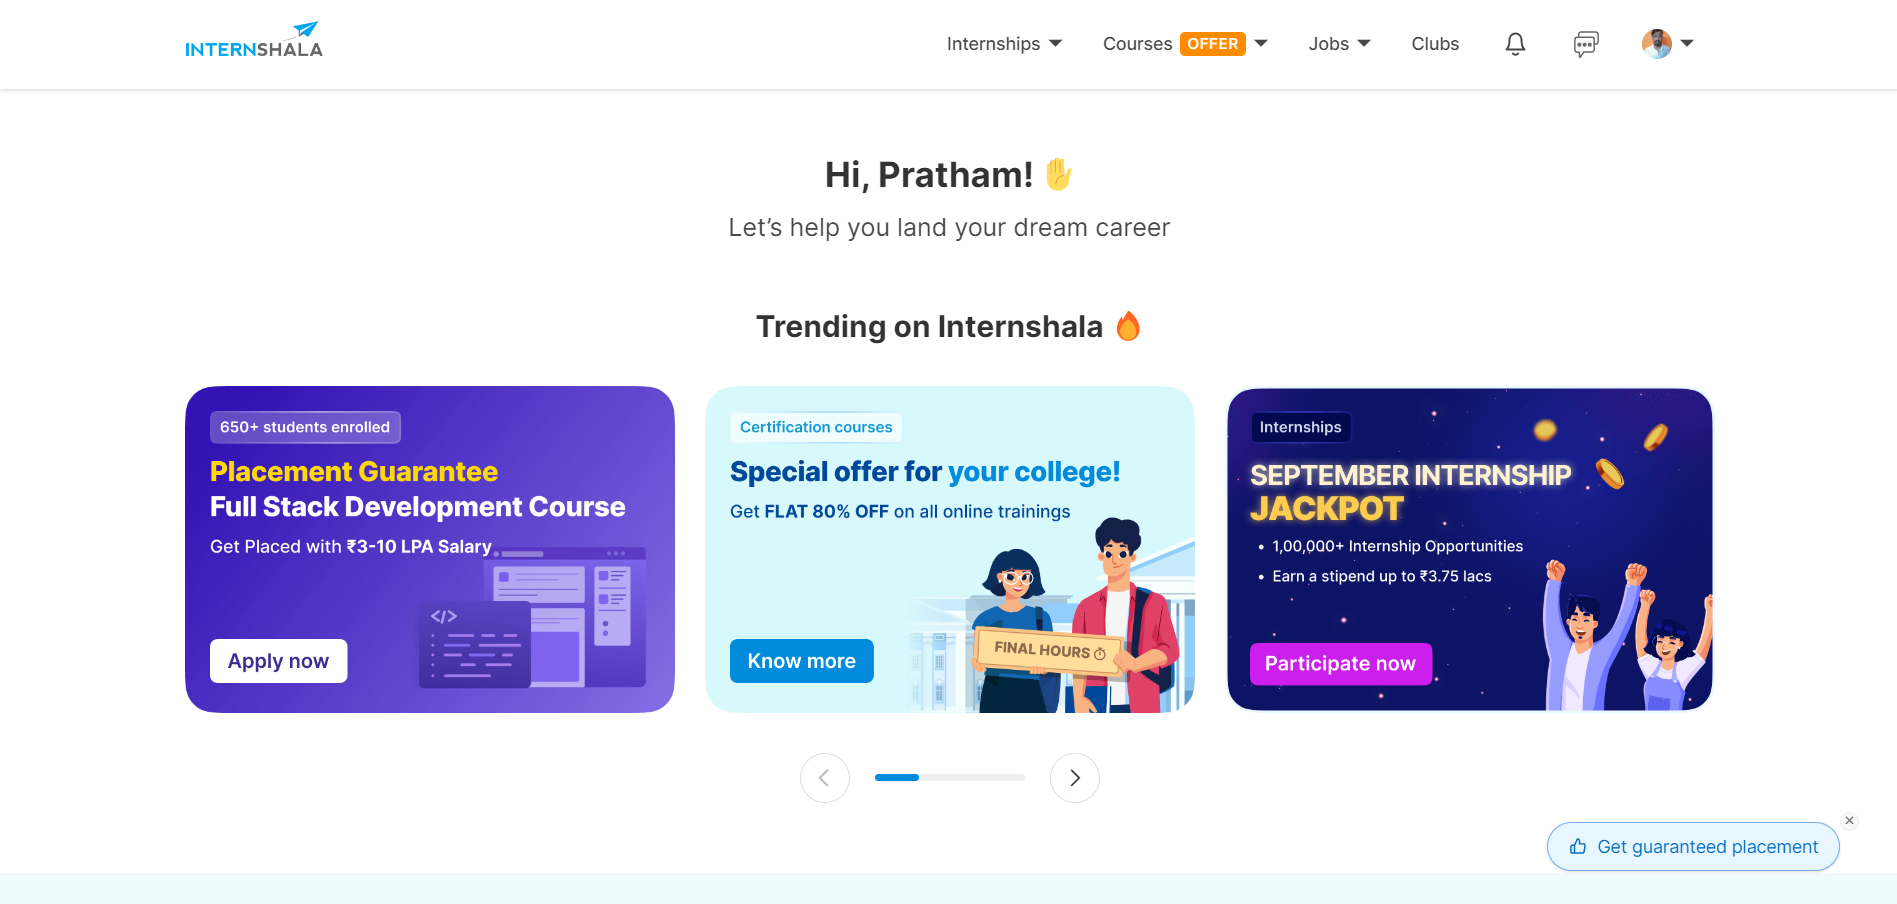 INTERNSHALA
Internships
Courses OFFER
Jobs
Clubs
Hi, Pratham!
Let’s help you land your dream career
Trending on Internshala
650+ students enrolled
Placement Guarantee
Full Stack Development Course
Get Placed with ₹3-10 LPA Salary
</>
Apply now
Certification courses
Special offer for your college!
Get FLAT 80% OFF on all online trainings
FINAL HOURS
Know more
Internships
SEPTEMBER INTERNSHIP
JACKPOT
• 1,00,000+ Internship Opportunities
• Earn a stipend up to ₹3.75 lacs
Participate now
Get guaranteed placement